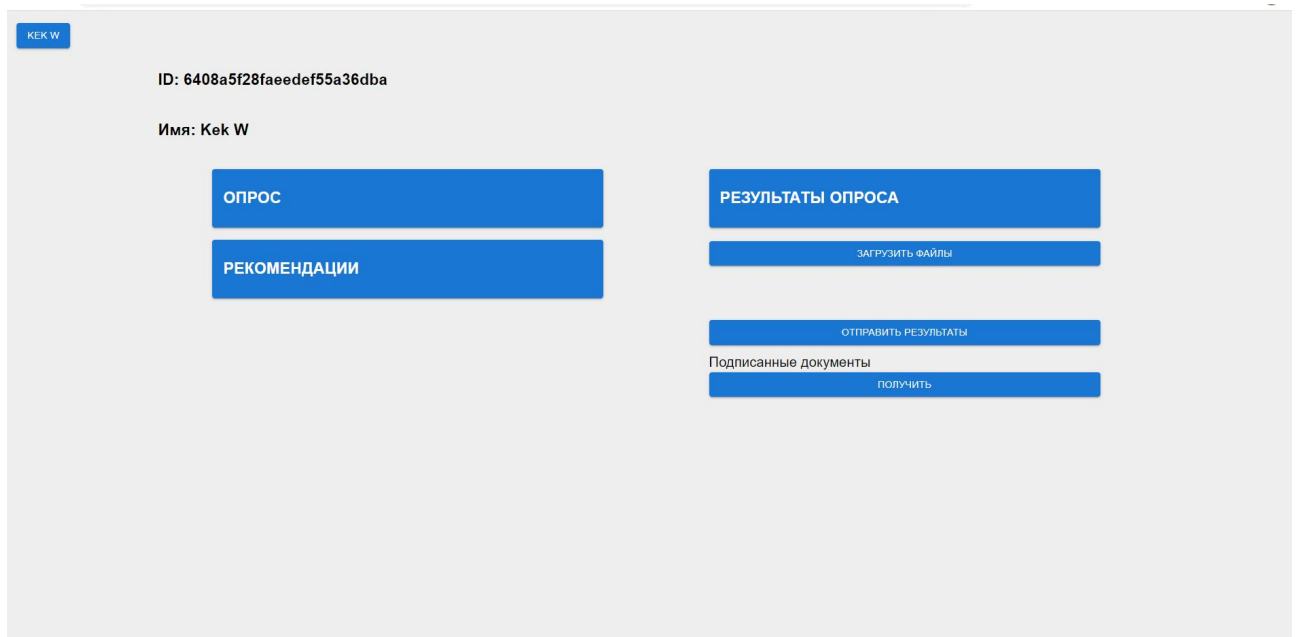 KEK W
ID: 6408a5f28faeedef55a36dba
Имя: Kek W
ОПРОС
РЕКОМЕНДАЦИИ
РЕЗУЛЬТАТЫ ОПРОСА
ЗАГРУЗИТЬ ФАЙЛЫ
ОТПРАВИТЬ РЕЗУЛЬТАТЫ
Подписанные документы
ПОЛУЧИТЬ